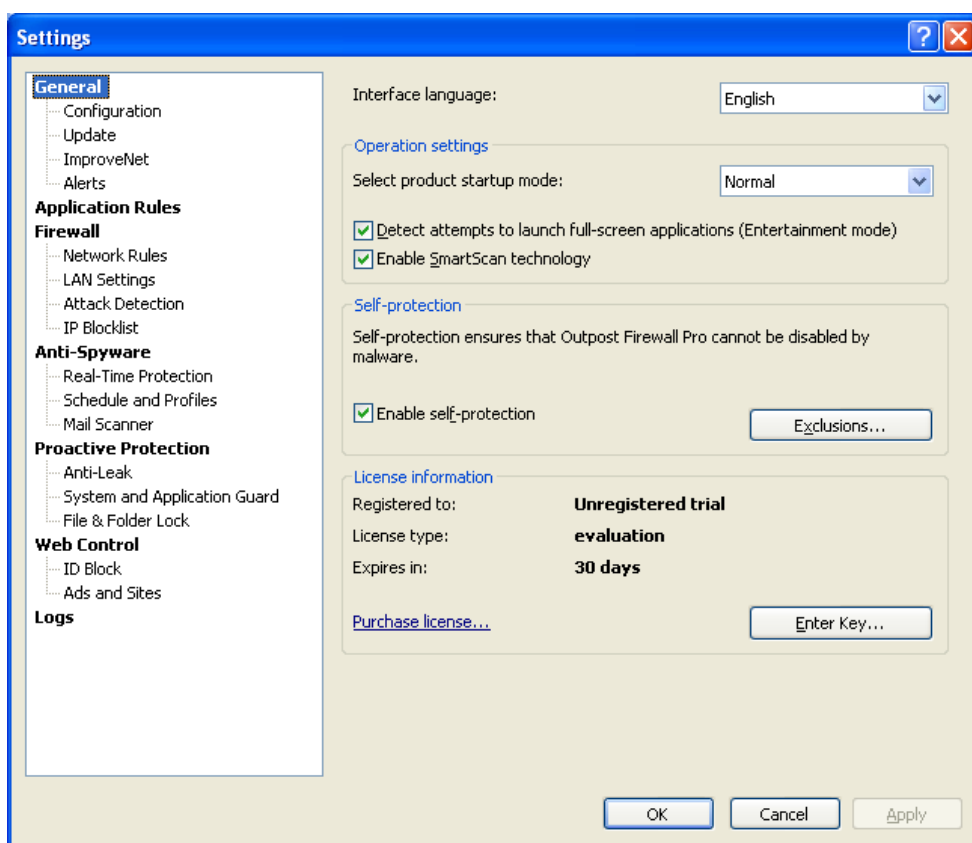 Settings
General
Configuration
Update
ImproveNet
Alerts
Application Rules
Firewall
Network Rules
LAN Settings
Attack Detection
IP Blocklist
Anti-Spyware
Real-Time Protection
Schedule and Profiles
Mail Scanner
Proactive Protection
Anti-Leak
System and Application Guard
File & Folder Lock
Web Control
ID Block
Ads and Sites
Logs
Interface language: English
Operation settings
Select product startup mode: Normal
Detect attempts to launch full-screen applications (Entertainment mode)
Enable SmartScan technology
Self-protection
Self-protection ensures that Outpost Firewall Pro cannot be disabled by
malware.
Enable self-protection
Exclusions...
License information
Registered to: Unregistered trial
License type: evaluation
Expires in: 30 days
Purchase license...
Enter Key...
OK Cancel Apply